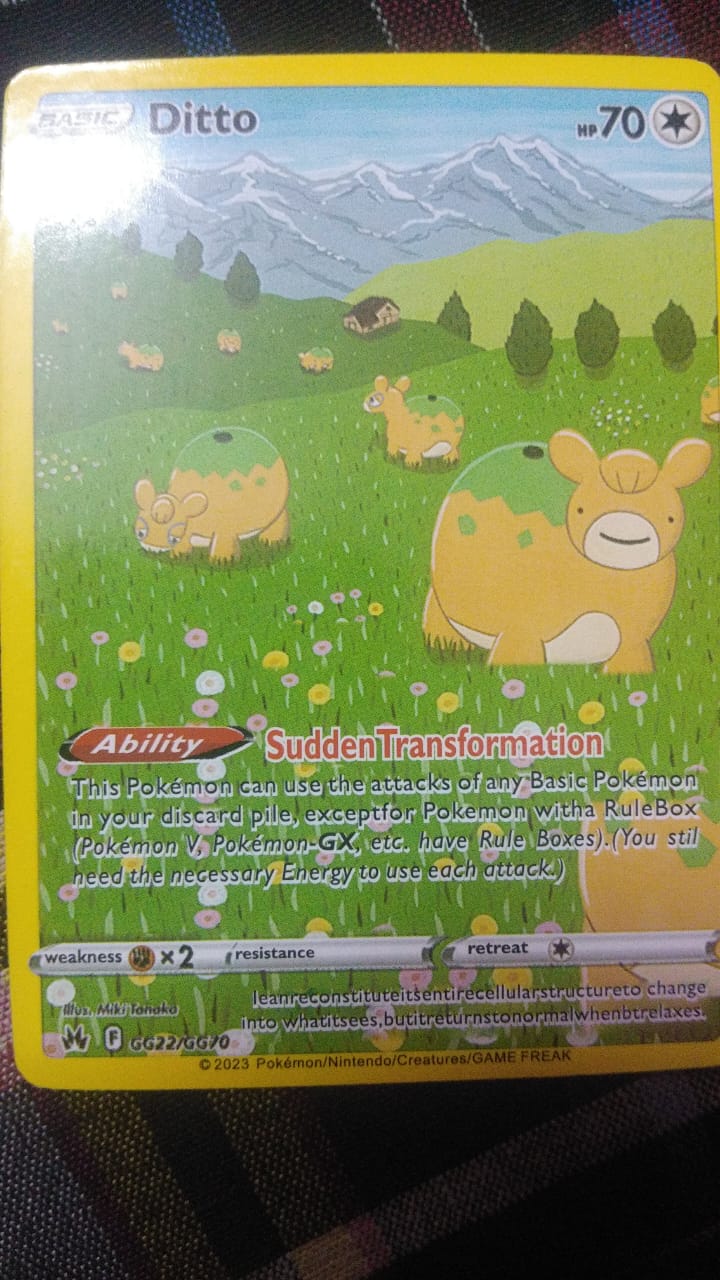 BASIC Ditto HP 70
Ability SuddenTransformation
This Pokémon can use the attacks of any Basic Pokémon
in your discard pile, exceptfor Pokemon witha RuleBox
(Pokémon V, Pokémon-GX, etc. have Rule Boxes).(You stil
need the necessary Energy to use each attack.)
weakness ×2 resistance retreat
Illus. Miki Tanaka
leanreconstituteitsentirecellularstructureto change
into whatitsees,butitreturnstonormalwhenbtrelaxes.
F GG22/GG70
©2023 Pokémon/Nintendo/Creatures/GAME FREAK